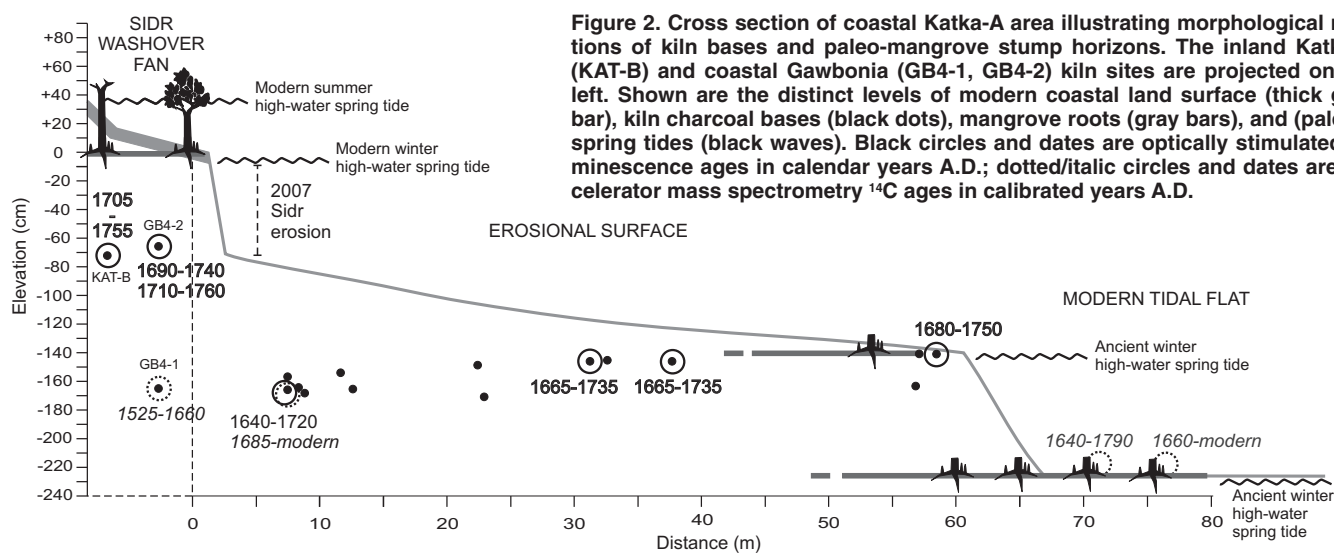 Figure 2. Cross section of coastal Katka-A area illustrating morphological
tions of kiln bases and paleo-mangrove stump horizons. The inland
(KAT-B) and coastal Gawbonia (GB4-1, GB4-2) kiln sites are projected
left. Shown are the distinct levels of modern coastal land surface (thick
bar), kiln charcoal bases (black dots), mangrove roots (gray bars), and
spring tides (black waves). Black circles and dates are optically stimulated
minescence ages in calendar years A.D.; dotted/italic circles and dates are
celerator mass spectrometry ¹⁴C ages in calibrated years A.D.
SIDR
WASHOVER
FAN
Modern summer
high-water spring tide
Modern winter
high-water spring tide
2007
Sidr
erosion
EROSIONAL SURFACE
MODERN TIDAL FLAT
1705
-
1755
KAT-B
GB4-2
1690-1740
1710-1760
GB4-1
1525-1660
1640-1720
1685-modern
1665-1735
1665-1735
1680-1750
Ancient winter
high-water spring tide
1640-1790
1660-modern
Ancient winter
high-water
spring tide
Elevation (cm)
+80
+60
+40
+20
0
-20
-40
-60
-80
-100
-120
-140
-160
-180
-200
-220
-240
0 10 20 30 40 50 60 70 80
Distance (m)